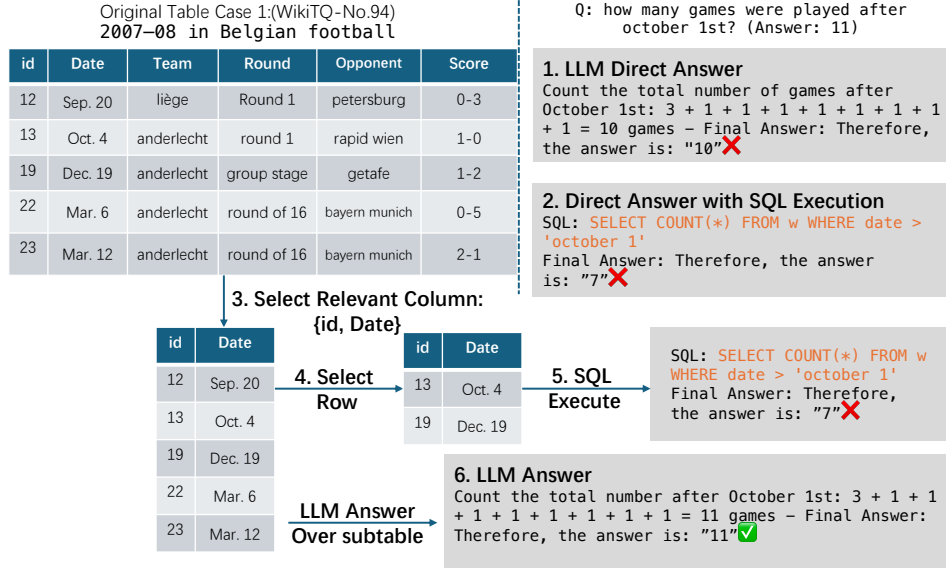 Original Table Case 1:(WikiTQ-No.94)
2007–08 in Belgian football
id Date Team Round Opponent Score
12 Sep. 20 liège Round 1 petersburg 0-3
13 Oct. 4 anderlecht round 1 rapid wien 1-0
19 Dec. 19 anderlecht group stage getafe 1-2
22 Mar. 6 anderlecht round of 16 bayern munich 0-5
23 Mar. 12 anderlecht round of 16 bayern munich 2-1
Q: how many games were played after
october 1st? (Answer: 11)
1. LLM Direct Answer
Count the total number of games after
October 1st: 3 + 1 + 1 + 1 + 1 + 1 + 1 + 1
+ 1 = 10 games – Final Answer: Therefore,
the answer is: "10”❌
2. Direct Answer with SQL Execution
SQL: SELECT COUNT(*) FROM w WHERE date >
'october 1'
Final Answer: Therefore, the answer
is: ”7”❌
3. Select Relevant Column:
{id, Date}
id Date
12 Sep. 20
13 Oct. 4
19 Dec. 19
22 Mar. 6
23 Mar. 12
4. Select
Row
id Date
13 Oct. 4
19 Dec. 19
5. SQL
Execute
SQL: SELECT COUNT(*) FROM w
WHERE date > 'october 1'
Final Answer: Therefore,
the answer is: ”7”❌
LLM Answer
Over subtable
6. LLM Answer
Count the total number after October 1st: 3 + 1 + 1
+ 1 + 1 + 1 + 1 + 1 + 1 = 11 games – Final Answer:
Therefore, the answer is: ”11”✅